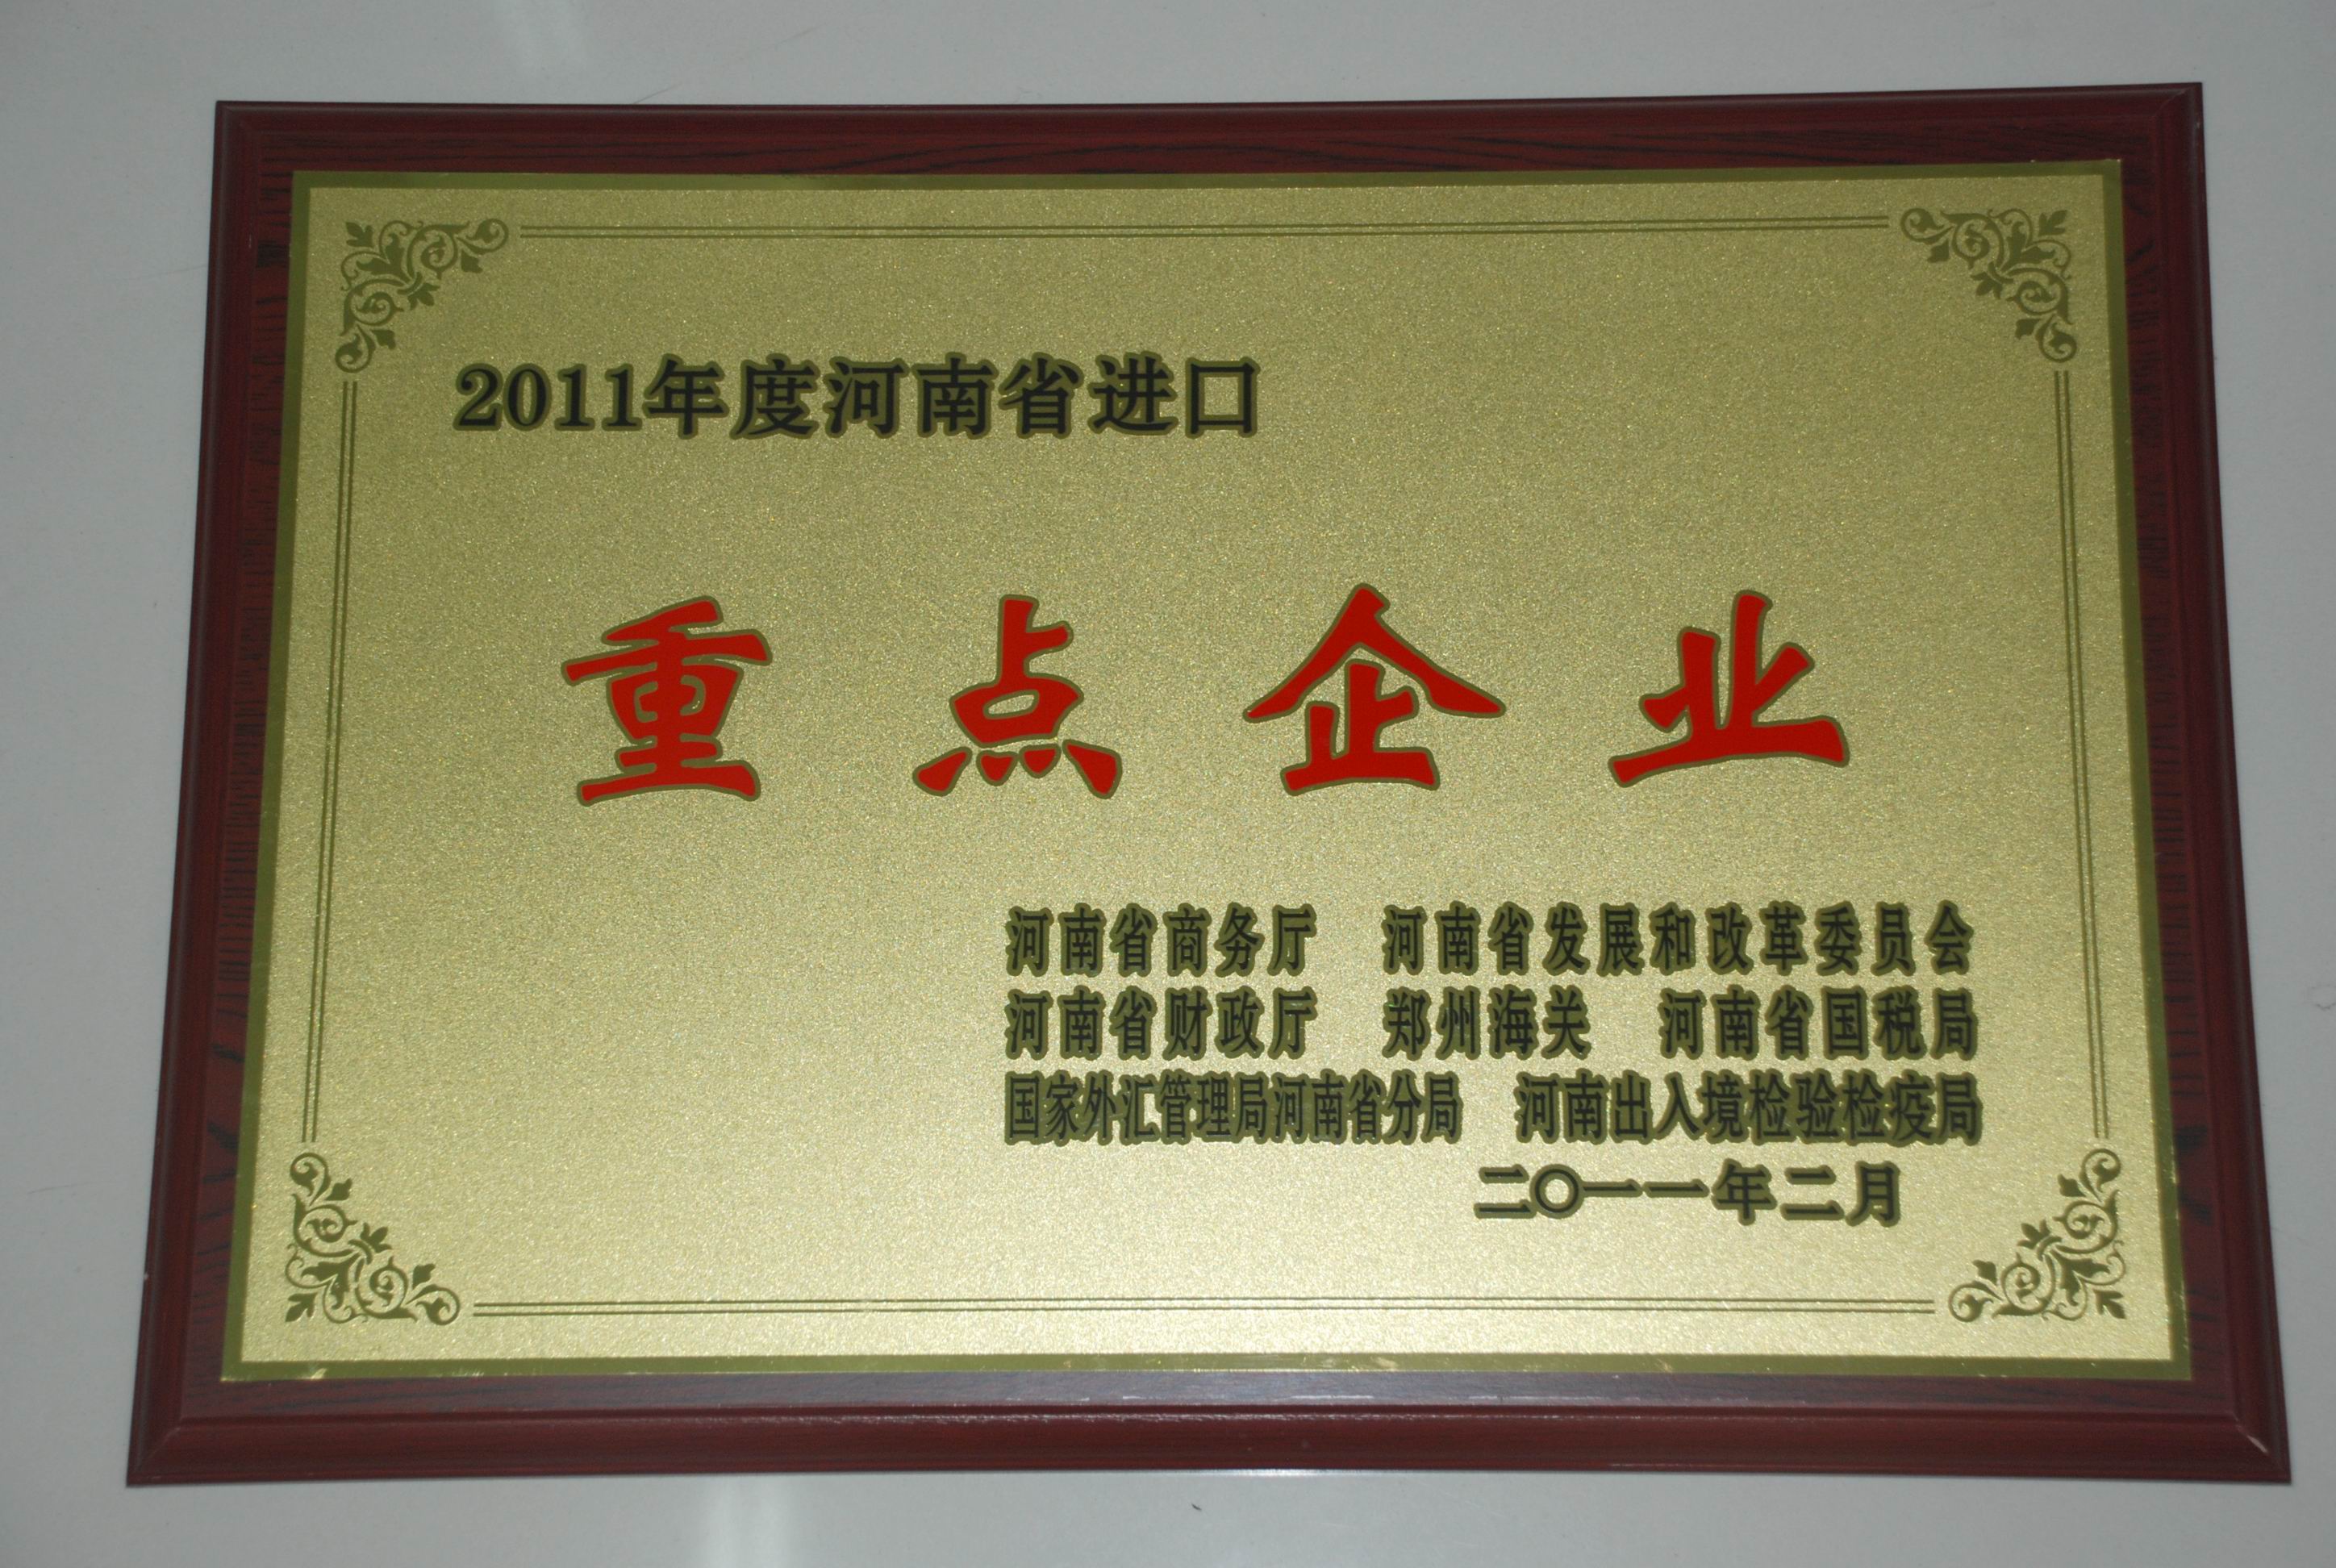 2011年度河南省进口
重点企业
河南省商务厅 河南省发展和改革委员会
河南省财政厅 郑州海关 河南省国税局
国家外汇管理局河南省分局 河南出入境检验检疫局
二〇一一年二月